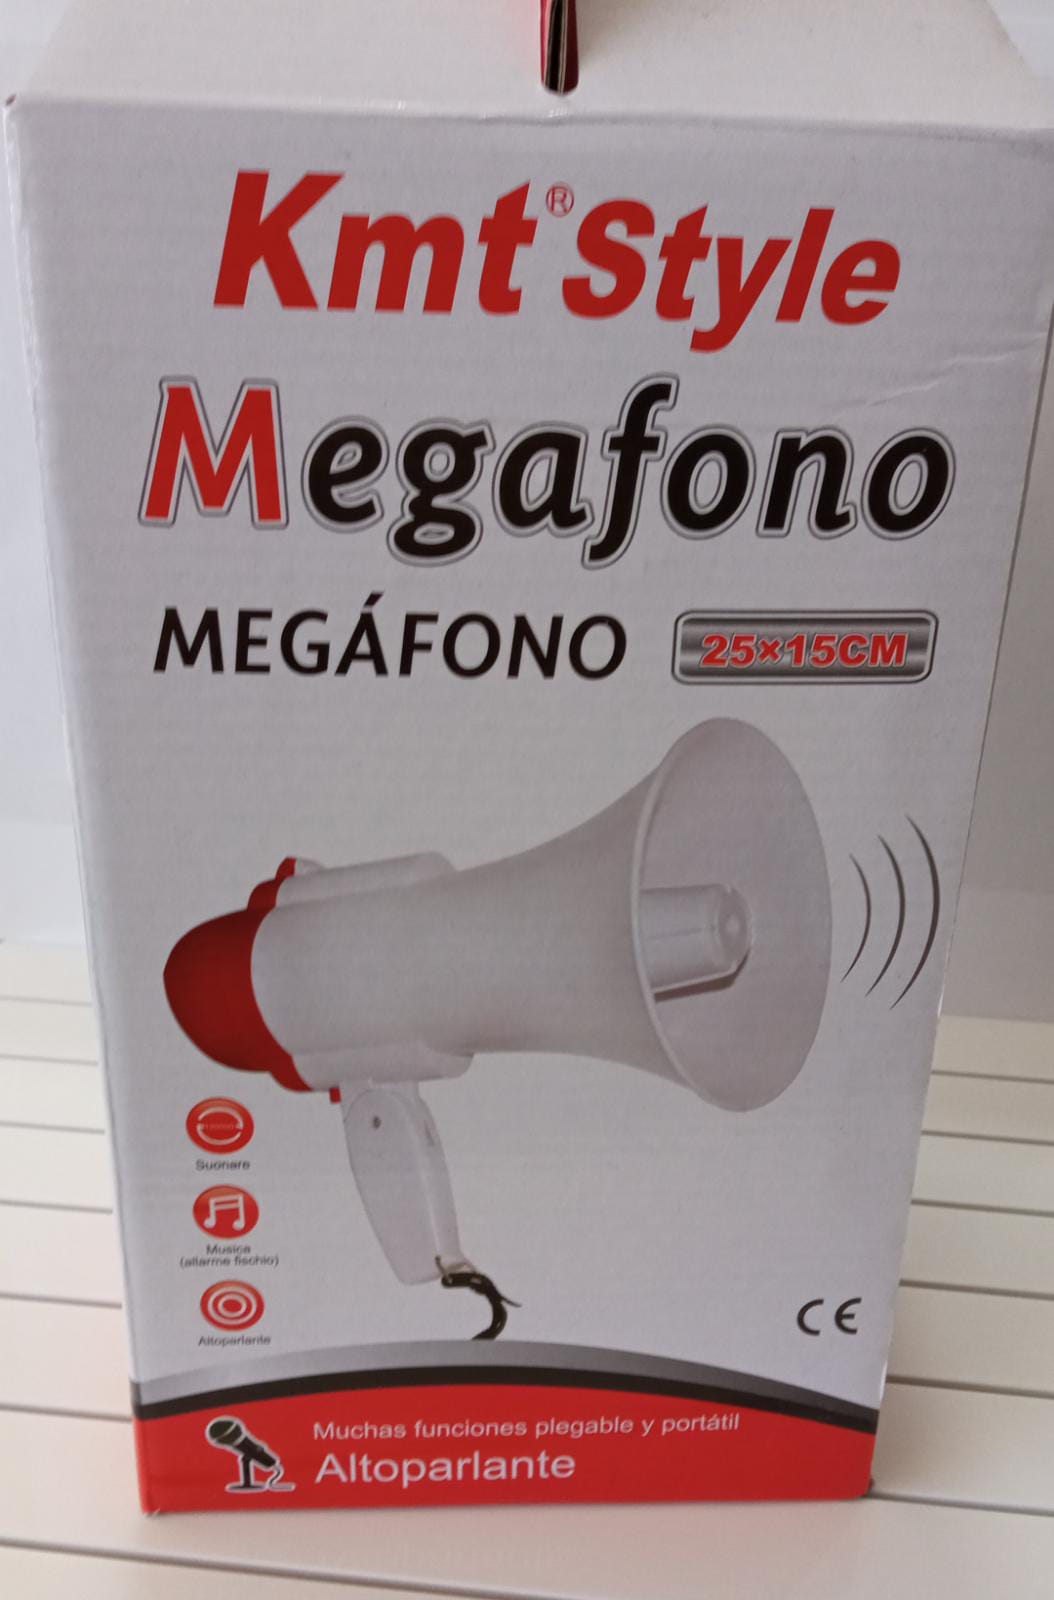 Kmt® Style
Megafono
MEGÁFONO
25×15CM
Suonare
Musica
(allarme fischio)
Altoparlante
CE
Muchas funciones plegable y portátil
Altoparlante